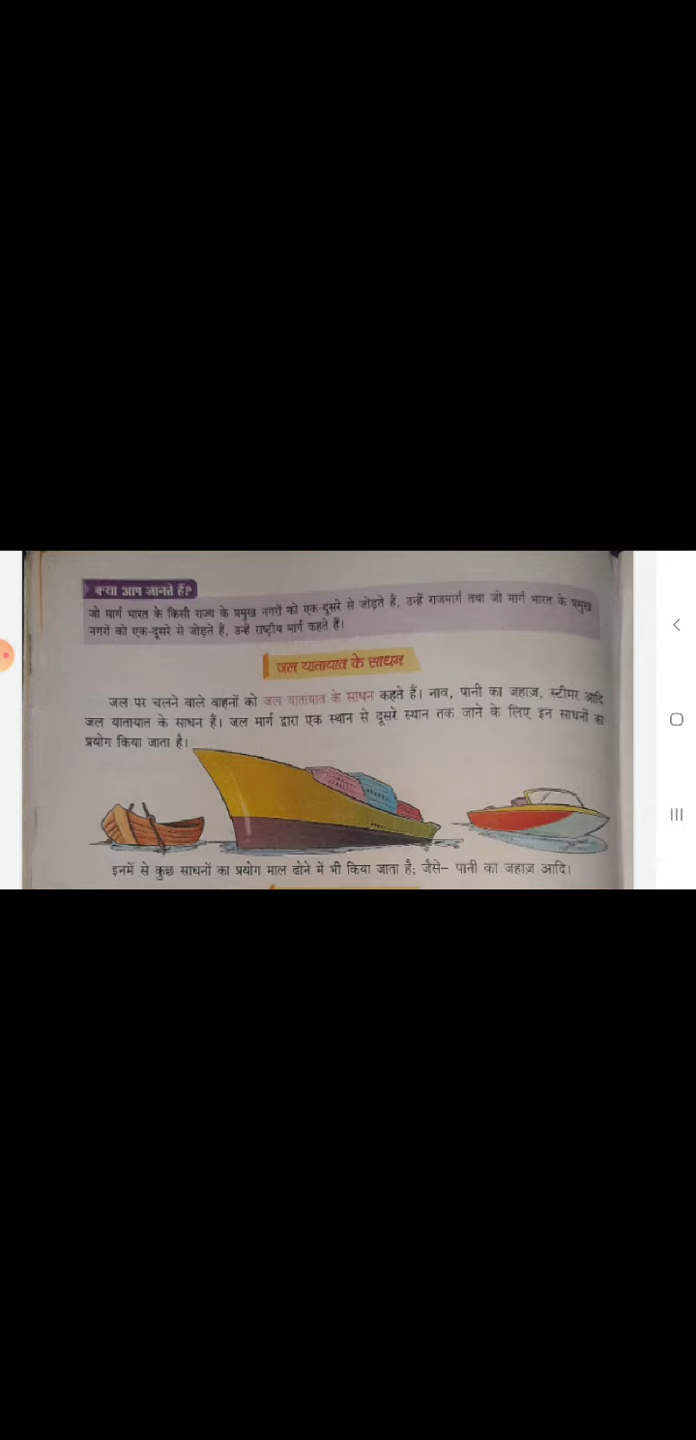 क्या आप जानते हैं?
जो मार्ग भारत के किसी राज्य के प्रमुख नगरों को एक-दूसरे से जोड़ते हैं, उन्हें राजमार्ग तथा जो मार्ग भारत के प्रमुख
नगरों को एक-दूसरे से जोड़ते हैं, उन्हें राष्ट्रीय मार्ग कहते हैं।
जल यातायात के साधन
जल पर चलने वाले वाहनों को जल यातायात के साधन कहते हैं। नाव, पानी का जहाज़, स्टीमर आदि
जल यातायात के साधन हैं। जल मार्ग द्वारा एक स्थान से दूसरे स्थान तक जाने के लिए इन साधनों का
प्रयोग किया जाता है।
इनमें से कुछ साधनों का प्रयोग माल ढोने में भी किया जाता है; जैसे– पानी का जहाज़ आदि।